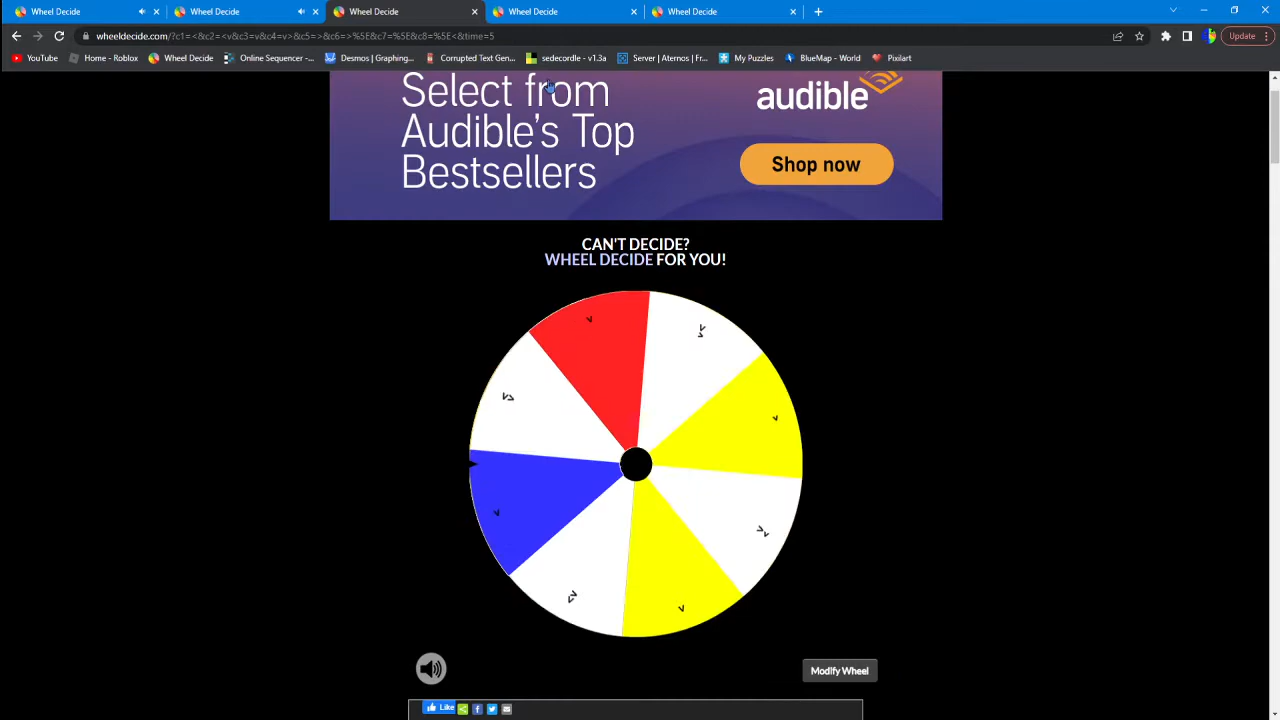 Wheel Decide
Wheel Decide
Wheel Decide
Wheel Decide
Wheel Decide
wheeldecide.com/?c1=<&c2=<v&c3=v&c4=v>&c5=>&c6=>%5E&c7=%5E&c8=%5E<&time=5
Update
YouTube
Home - Roblox
Wheel Decide
Online Sequencer -...
Desmos | Graphing...
Corrupted Text Gen...
sedecordle - v1.3a
Server | Aternos | Fr...
My Puzzles
BlueMap - World
Pixilart
Select from
Audible's Top
Bestsellers
audible
Shop now
CAN'T DECIDE?
WHEEL DECIDE FOR YOU!
Modify Wheel
Like